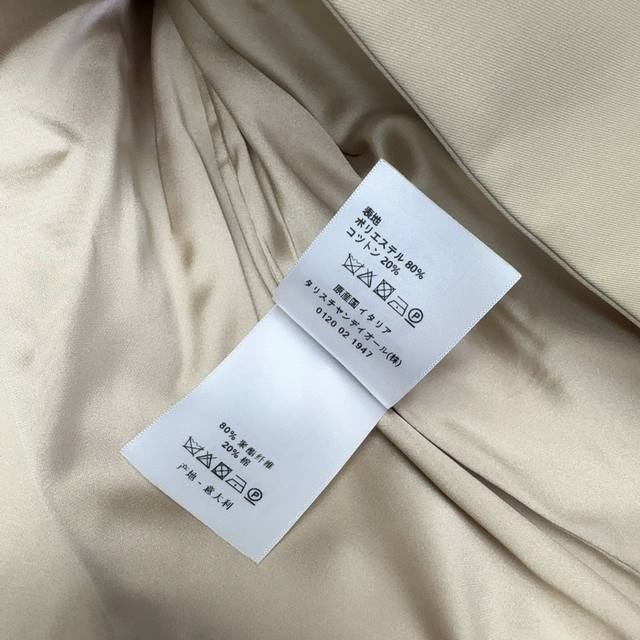 表地
ポリエステル 80%
コットン 20%
原産国 イタリア
タリスチャンディオール(株)
0120 02 1947
80% 聚酯纤维
20% 棉
产地 - 意大利